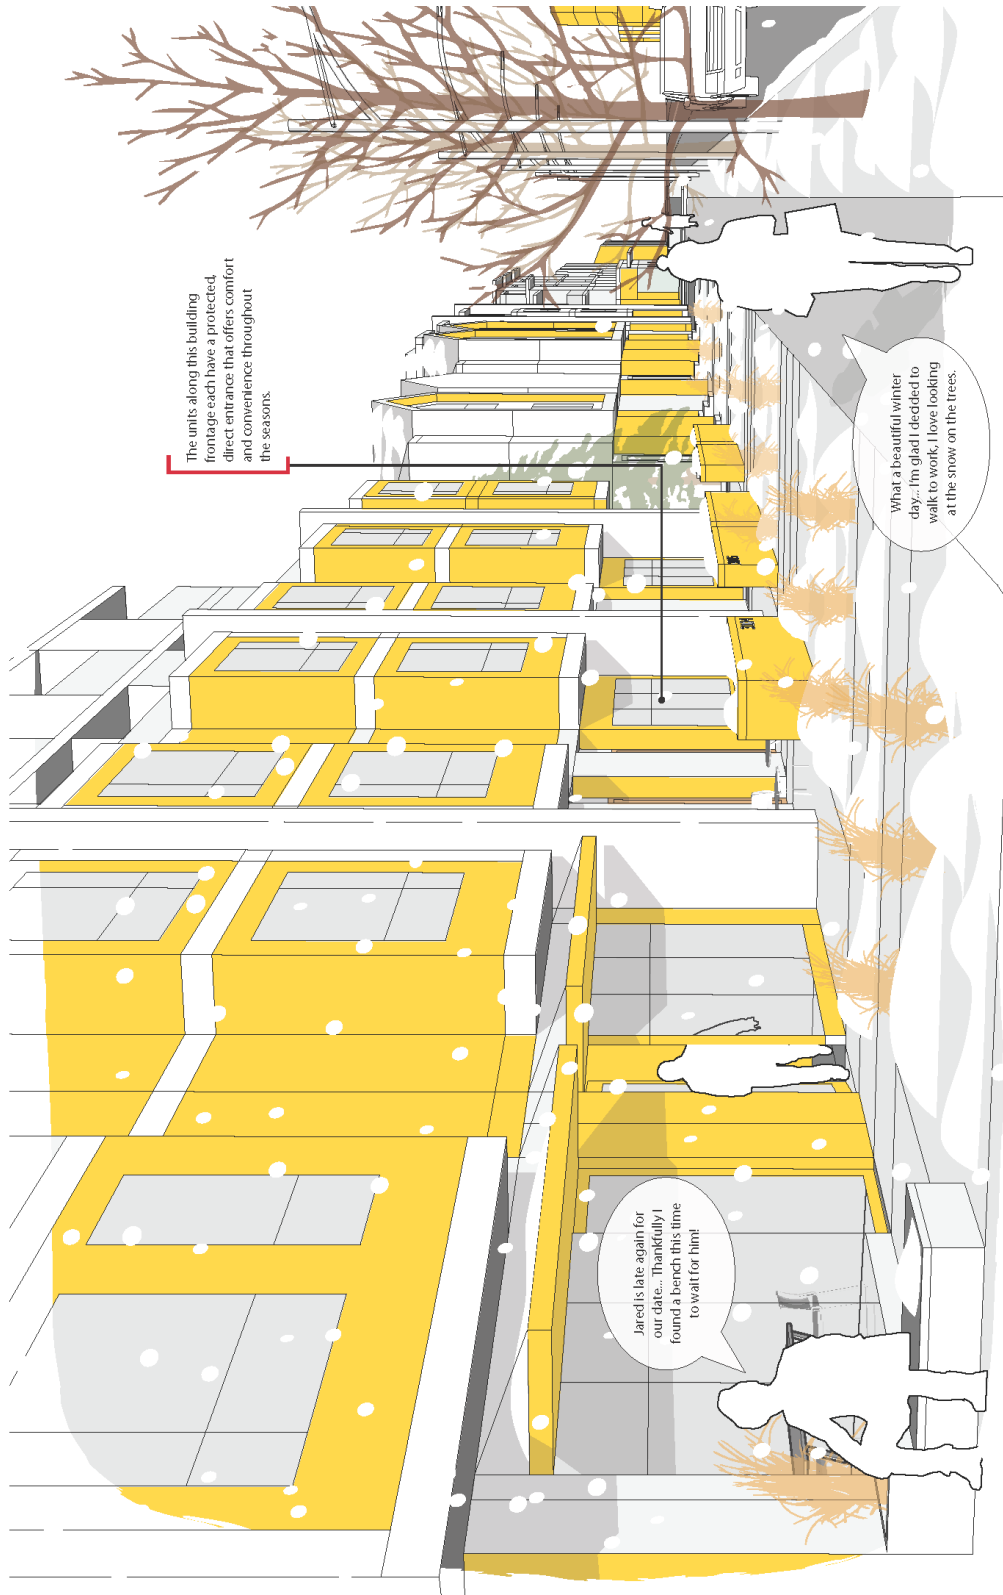 The units along this building
frontage each have a protected,
direct entrance that offers comfort
and convenience throughout
the seasons.
Jared is late again for
our date... Thankfully I
found a bench this time
to wait for him!
What a beautiful winter
day... I'm glad I dedded to
walk to work, I love looking
at the snow on the trees.